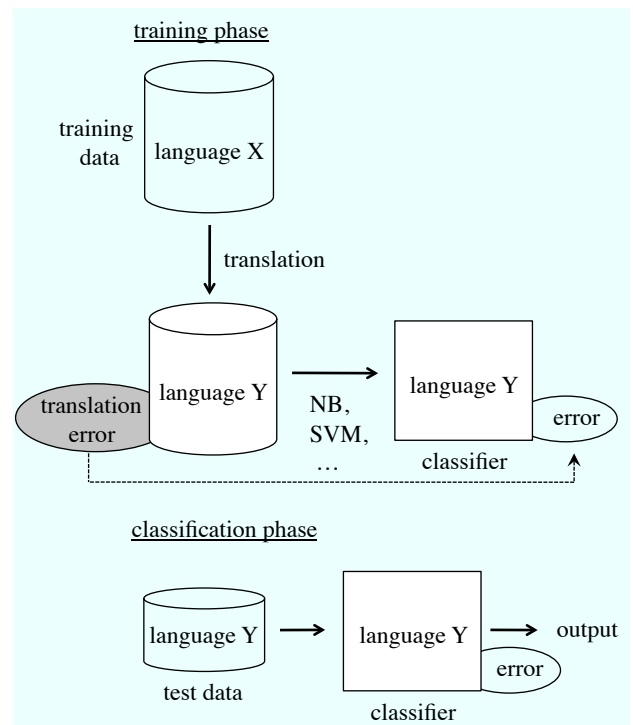 training phase
training
data
language X
translation
language Y
translation
error
NB,
SVM,
…
language Y
classifier
error
classification phase
language Y
test data
language Y
classifier
error
output